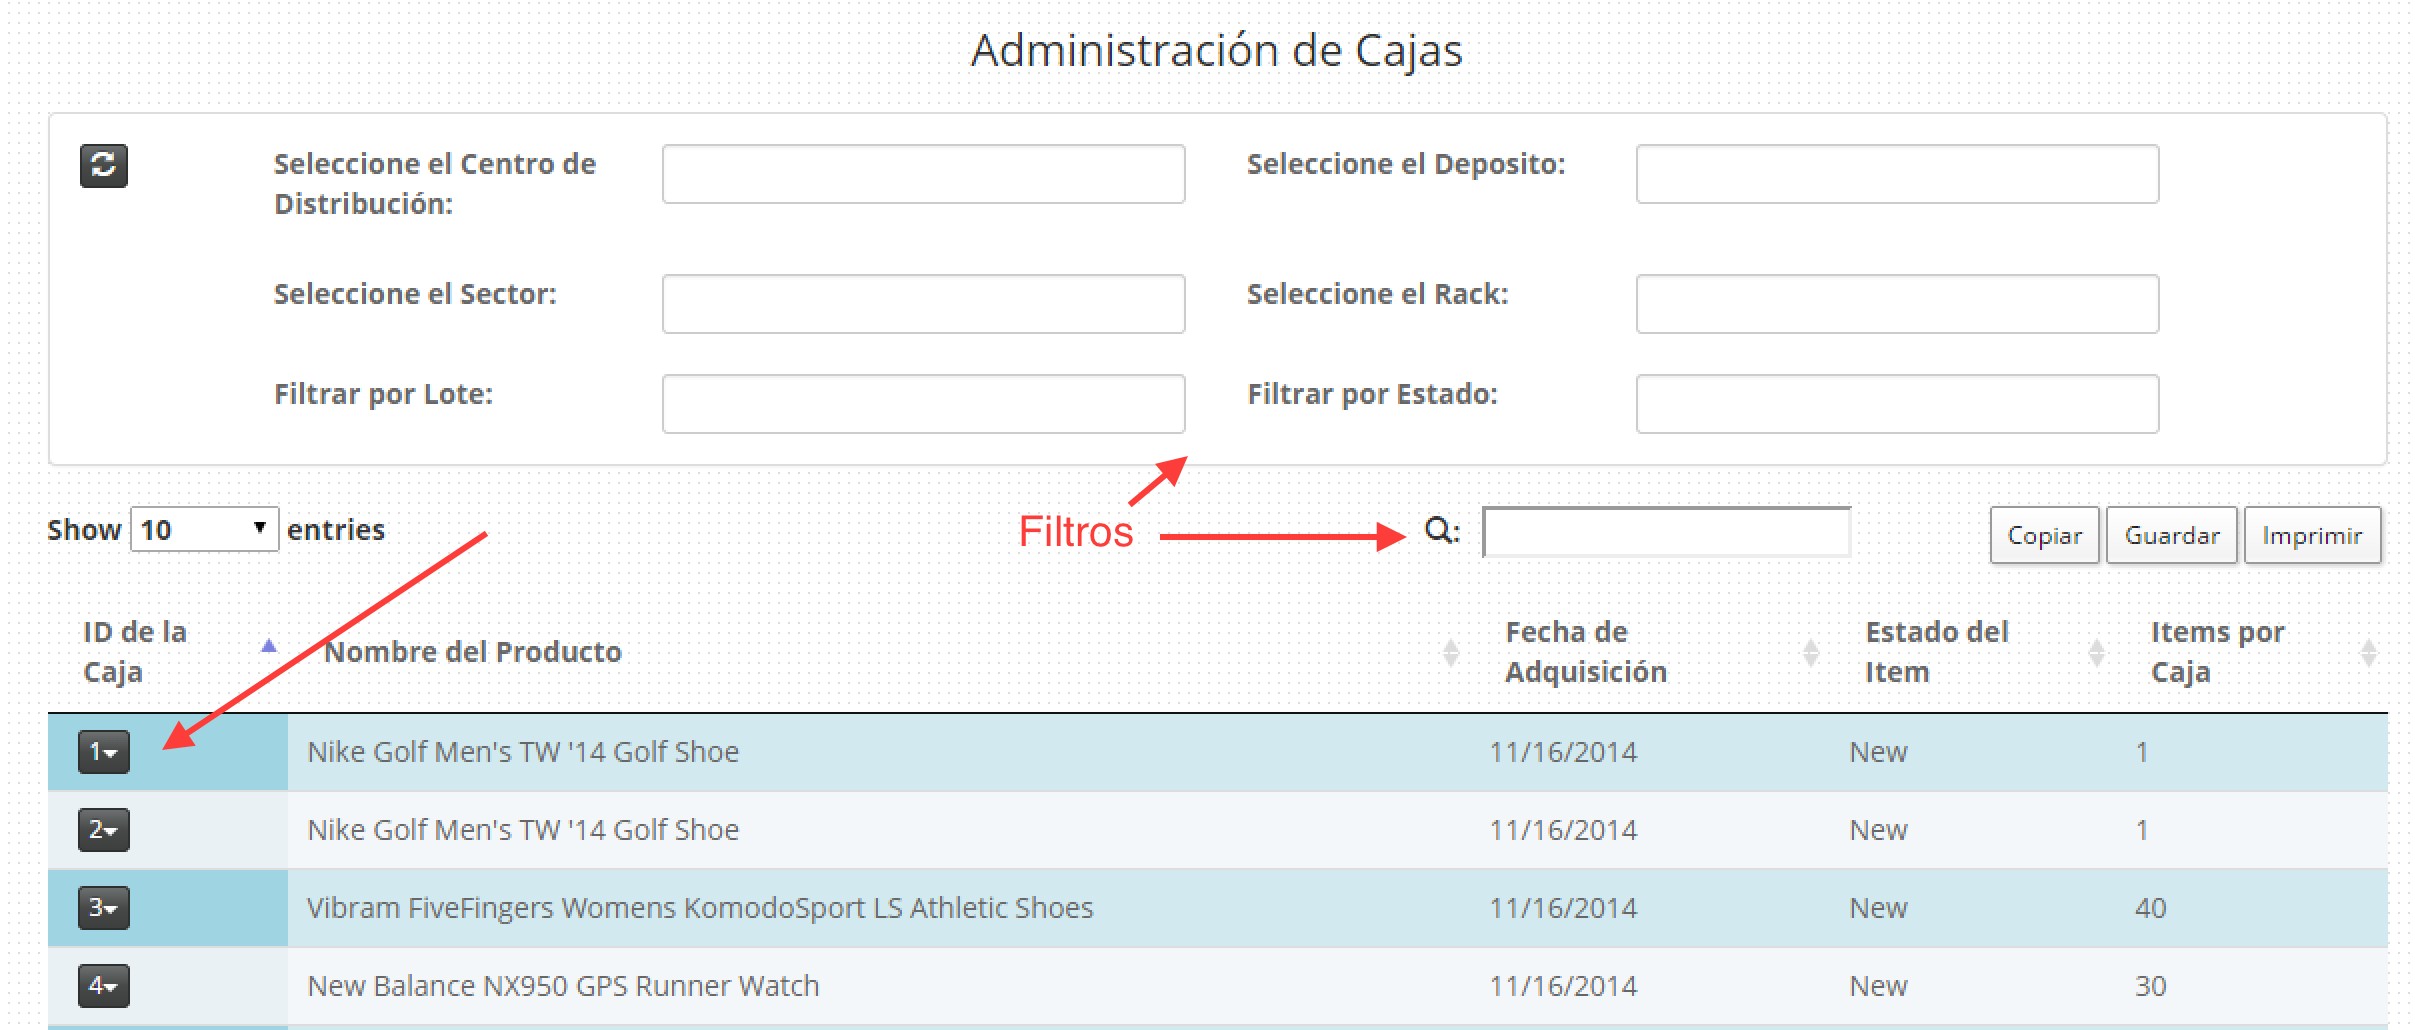 Administración de Cajas
Seleccione el Centro de Distribución:
Seleccione el Deposito:
Seleccione el Sector:
Seleccione el Rack:
Filtrar por Lote:
Filtrar por Estado:
Show 10 entries
Filtros
Copiar
Guardar
Imprimir
ID de la Caja
Nombre del Producto
Fecha de Adquisición
Estado del Item
Items por Caja
1 Nike Golf Men's TW '14 Golf Shoe 11/16/2014 New 1
2 Nike Golf Men's TW '14 Golf Shoe 11/16/2014 New 1
3 Vibram FiveFingers Womens KomodoSport LS Athletic Shoes 11/16/2014 New 40
4 New Balance NX950 GPS Runner Watch 11/16/2014 New 30